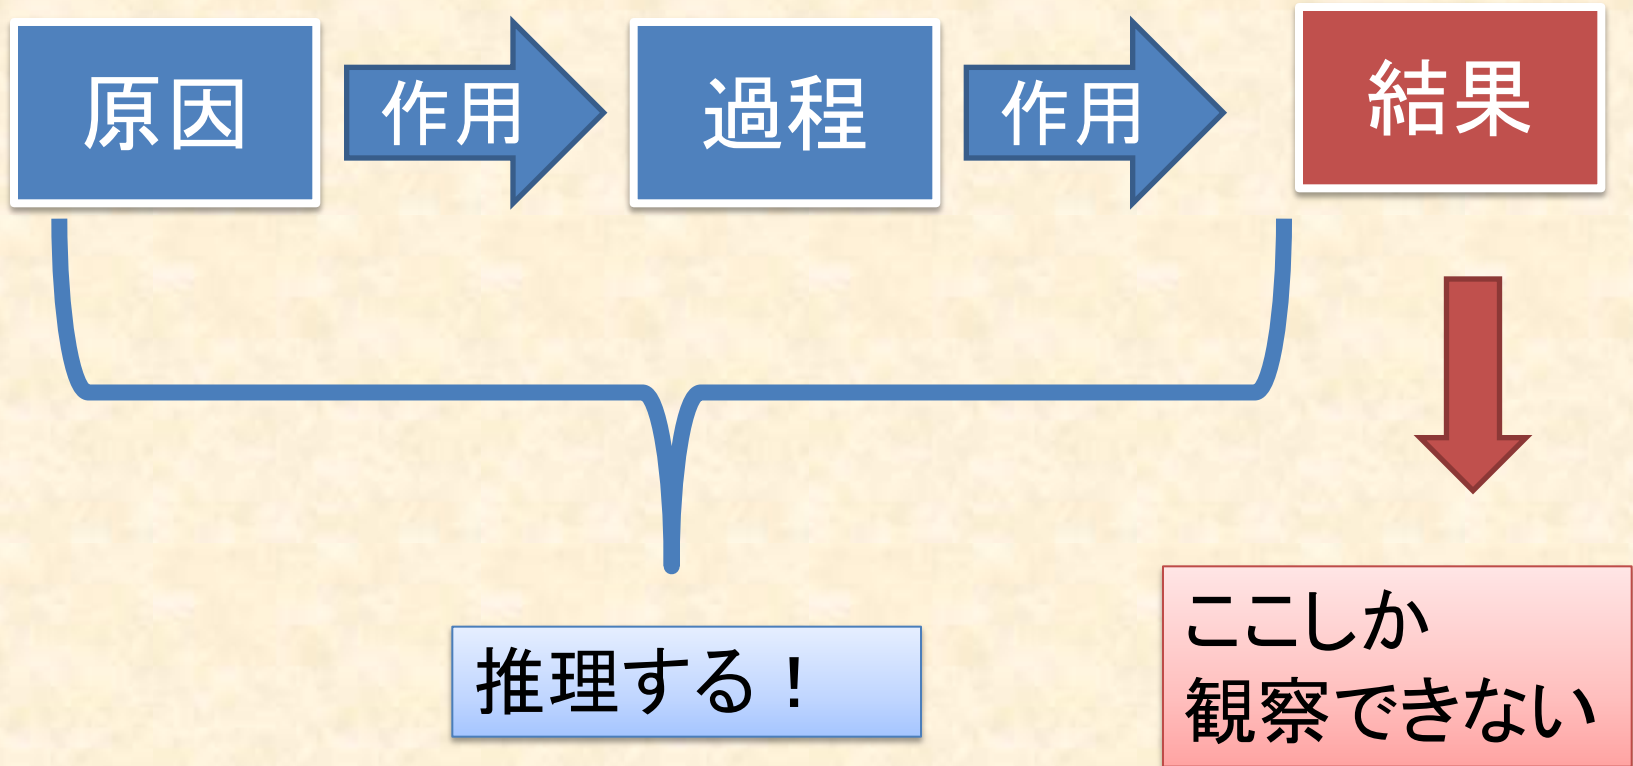 原因
作用
過程
作用
結果
推理する！
ここしか
観察できない